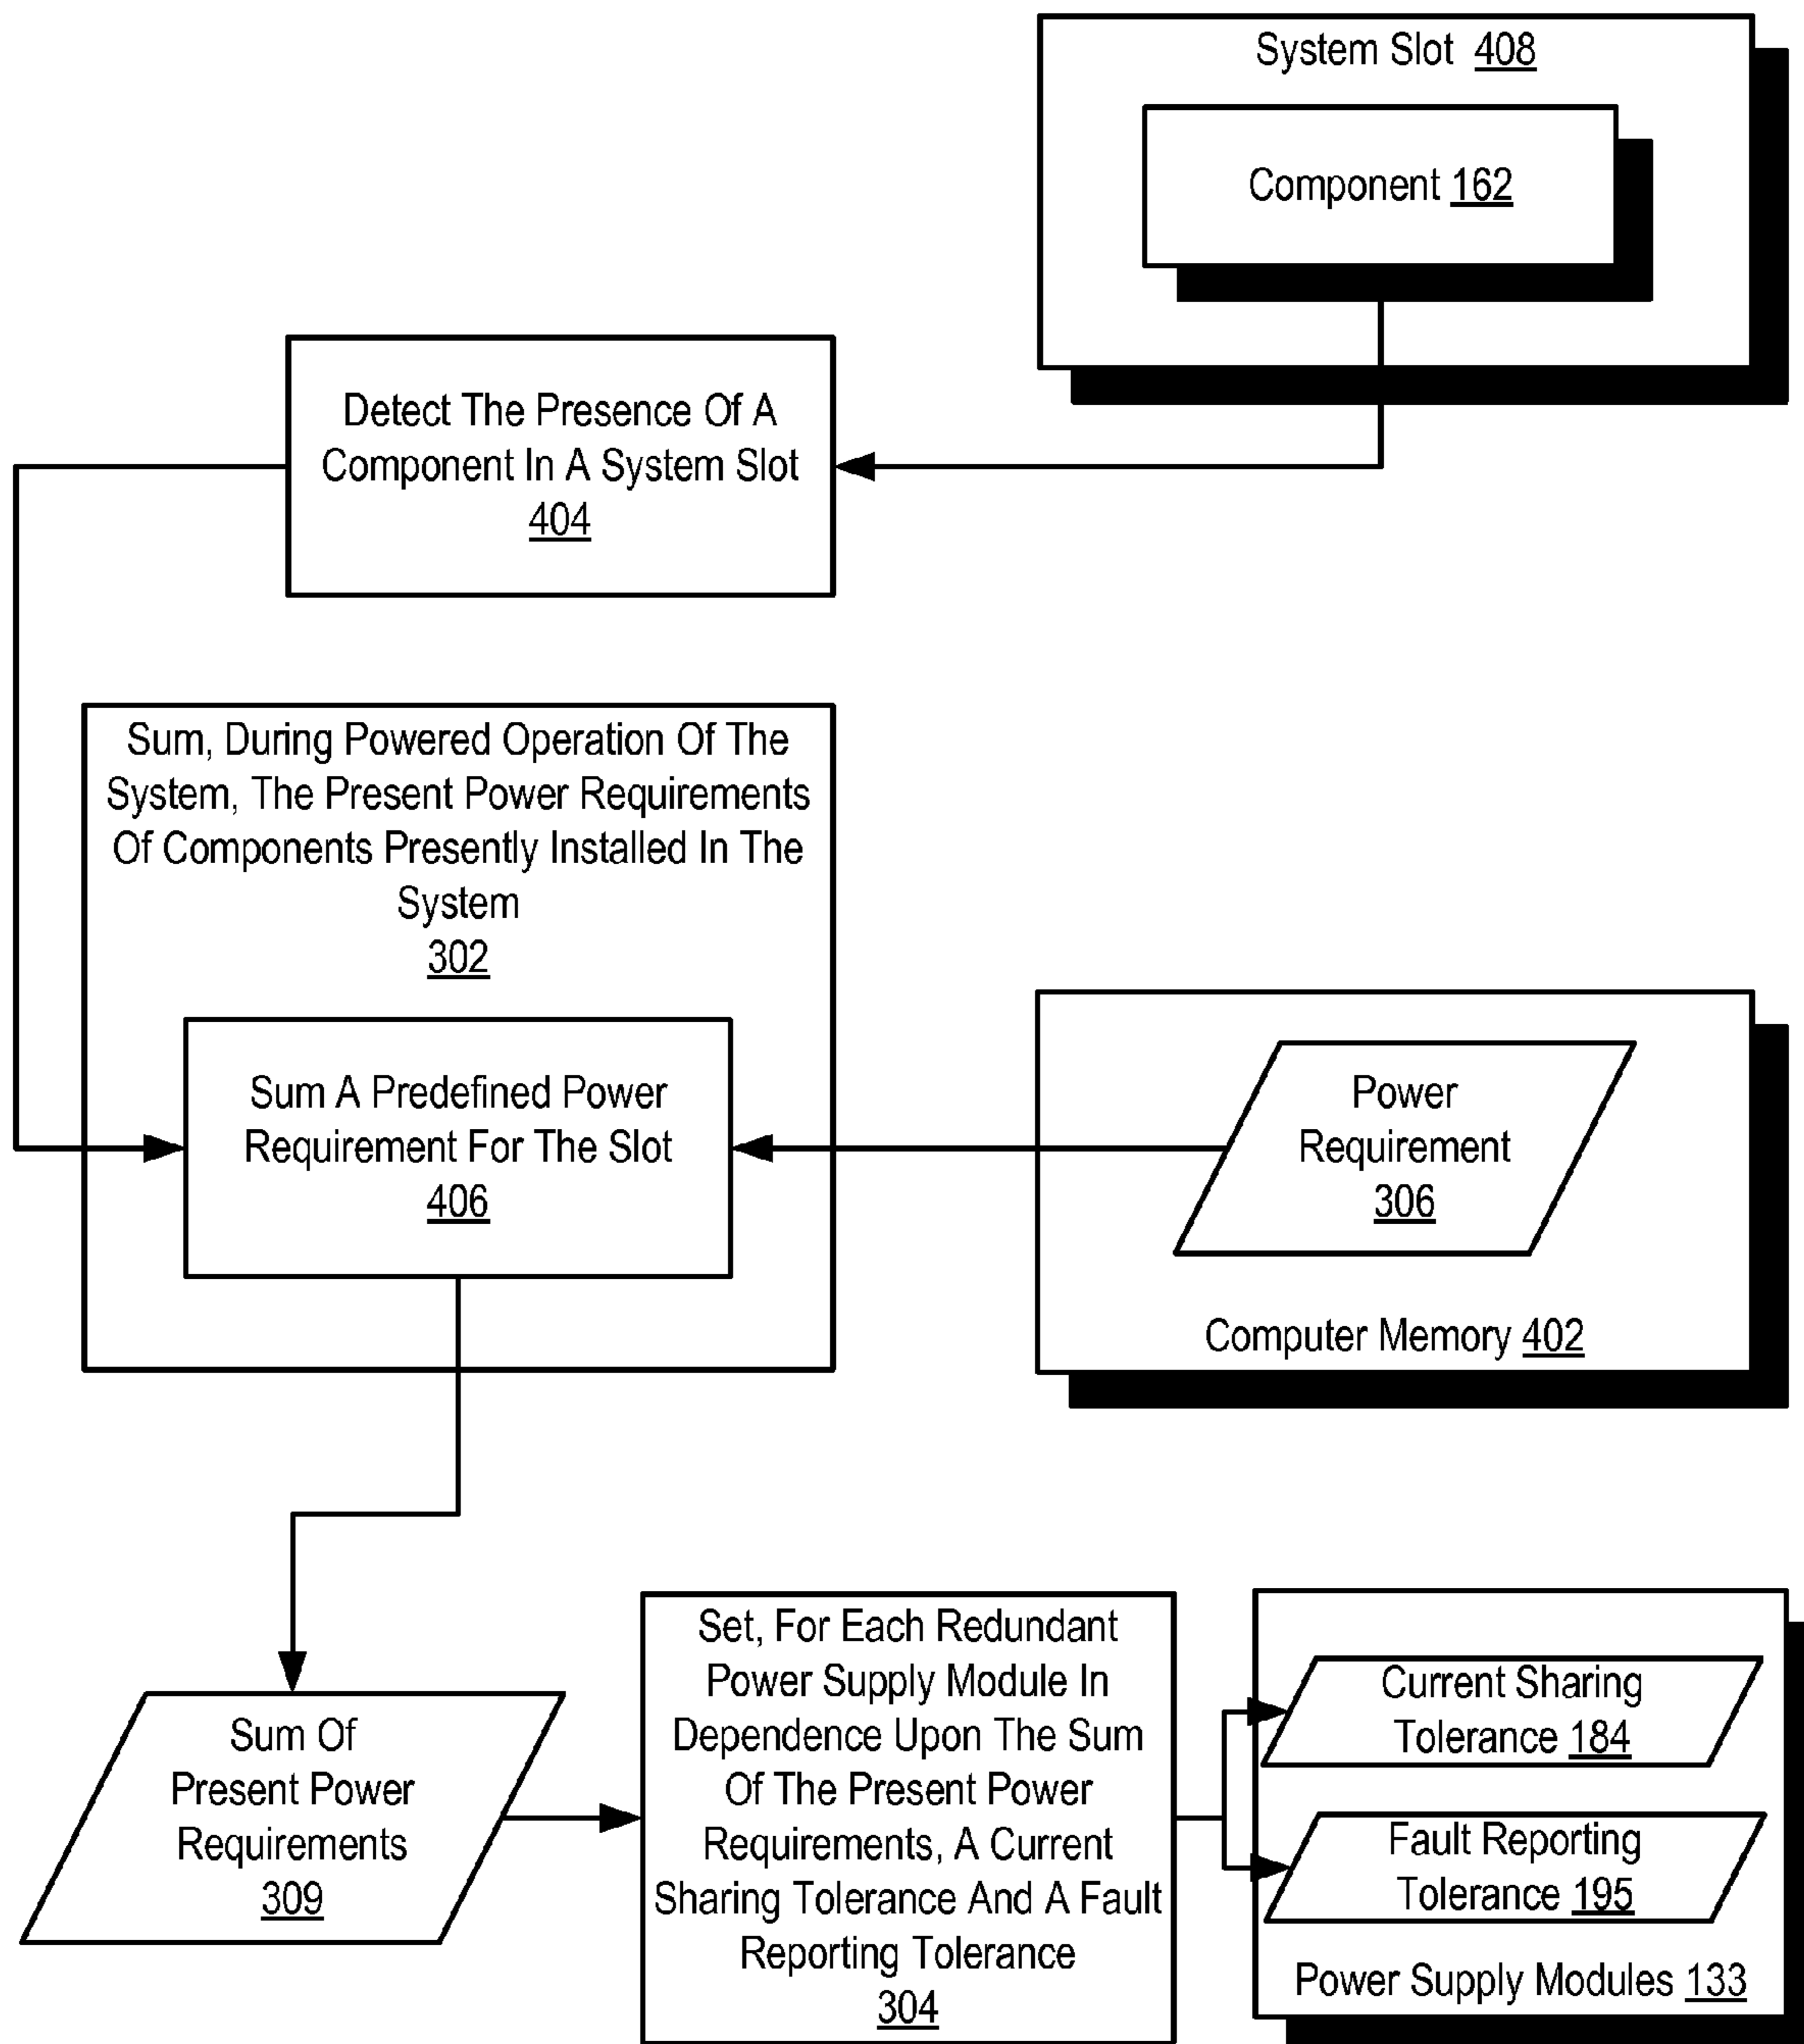 System Slot 408
Component 162
Detect The Presence Of A
Component In A System Slot
404
Sum, During Powered Operation Of The
System, The Present Power Requirements
Of Components Presently Installed In The
System
302
Sum A Predefined Power
Requirement For The Slot
406
Power
Requirement
306
Computer Memory 402
Sum Of
Present Power
Requirements
309
Set, For Each Redundant
Power Supply Module In
Dependence Upon The Sum
Of The Present Power
Requirements, A Current
Sharing Tolerance And A Fault
Reporting Tolerance
304
Current Sharing
Tolerance 184
Fault Reporting
Tolerance 195
Power Supply Modules 133